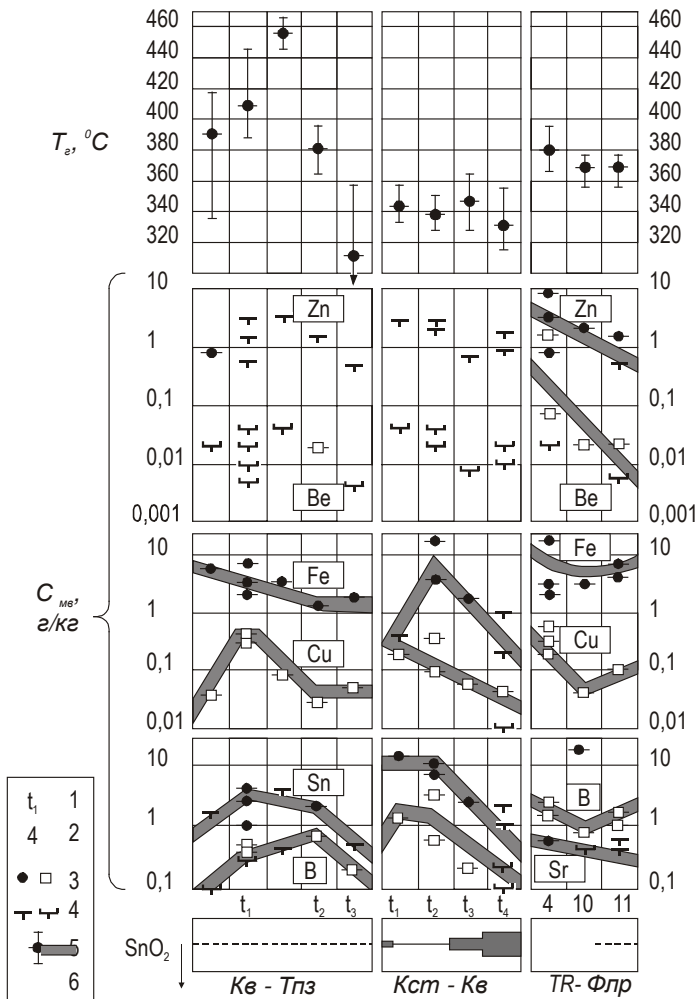 460 460
440 440
420 420
400 400
T г, ⁰C
380 380
360 360
340 340
320 320
10 10
Zn Zn
1 1
0,1 0,1
0,01 0,01
Be Be
0,001 0,001
10 10
Fe Fe
C мв,
г/кг
1 1
Cu Cu
0,1 0,1
0,01 0,01
10 10
Sn B
1 1
B Sr
0,1 0,1
t1 t2 t3 t1 t2 t3 t4 4 10 11
SnO2
Кв - Тпз Кст - Кв TR- Флр
t1 1
4 2
3
4
5
6